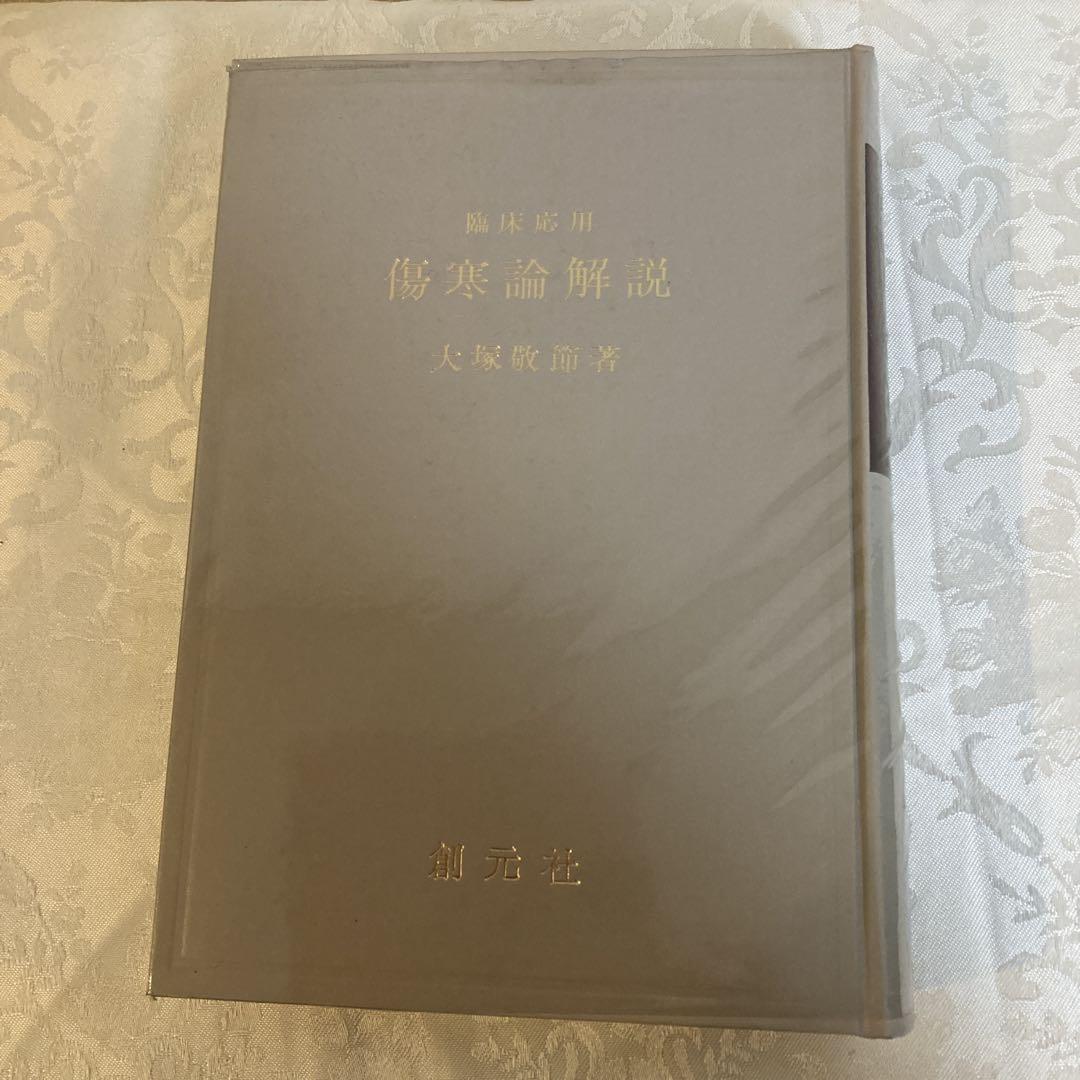 臨床応用
傷寒論解説
大塚敬節著
創元社